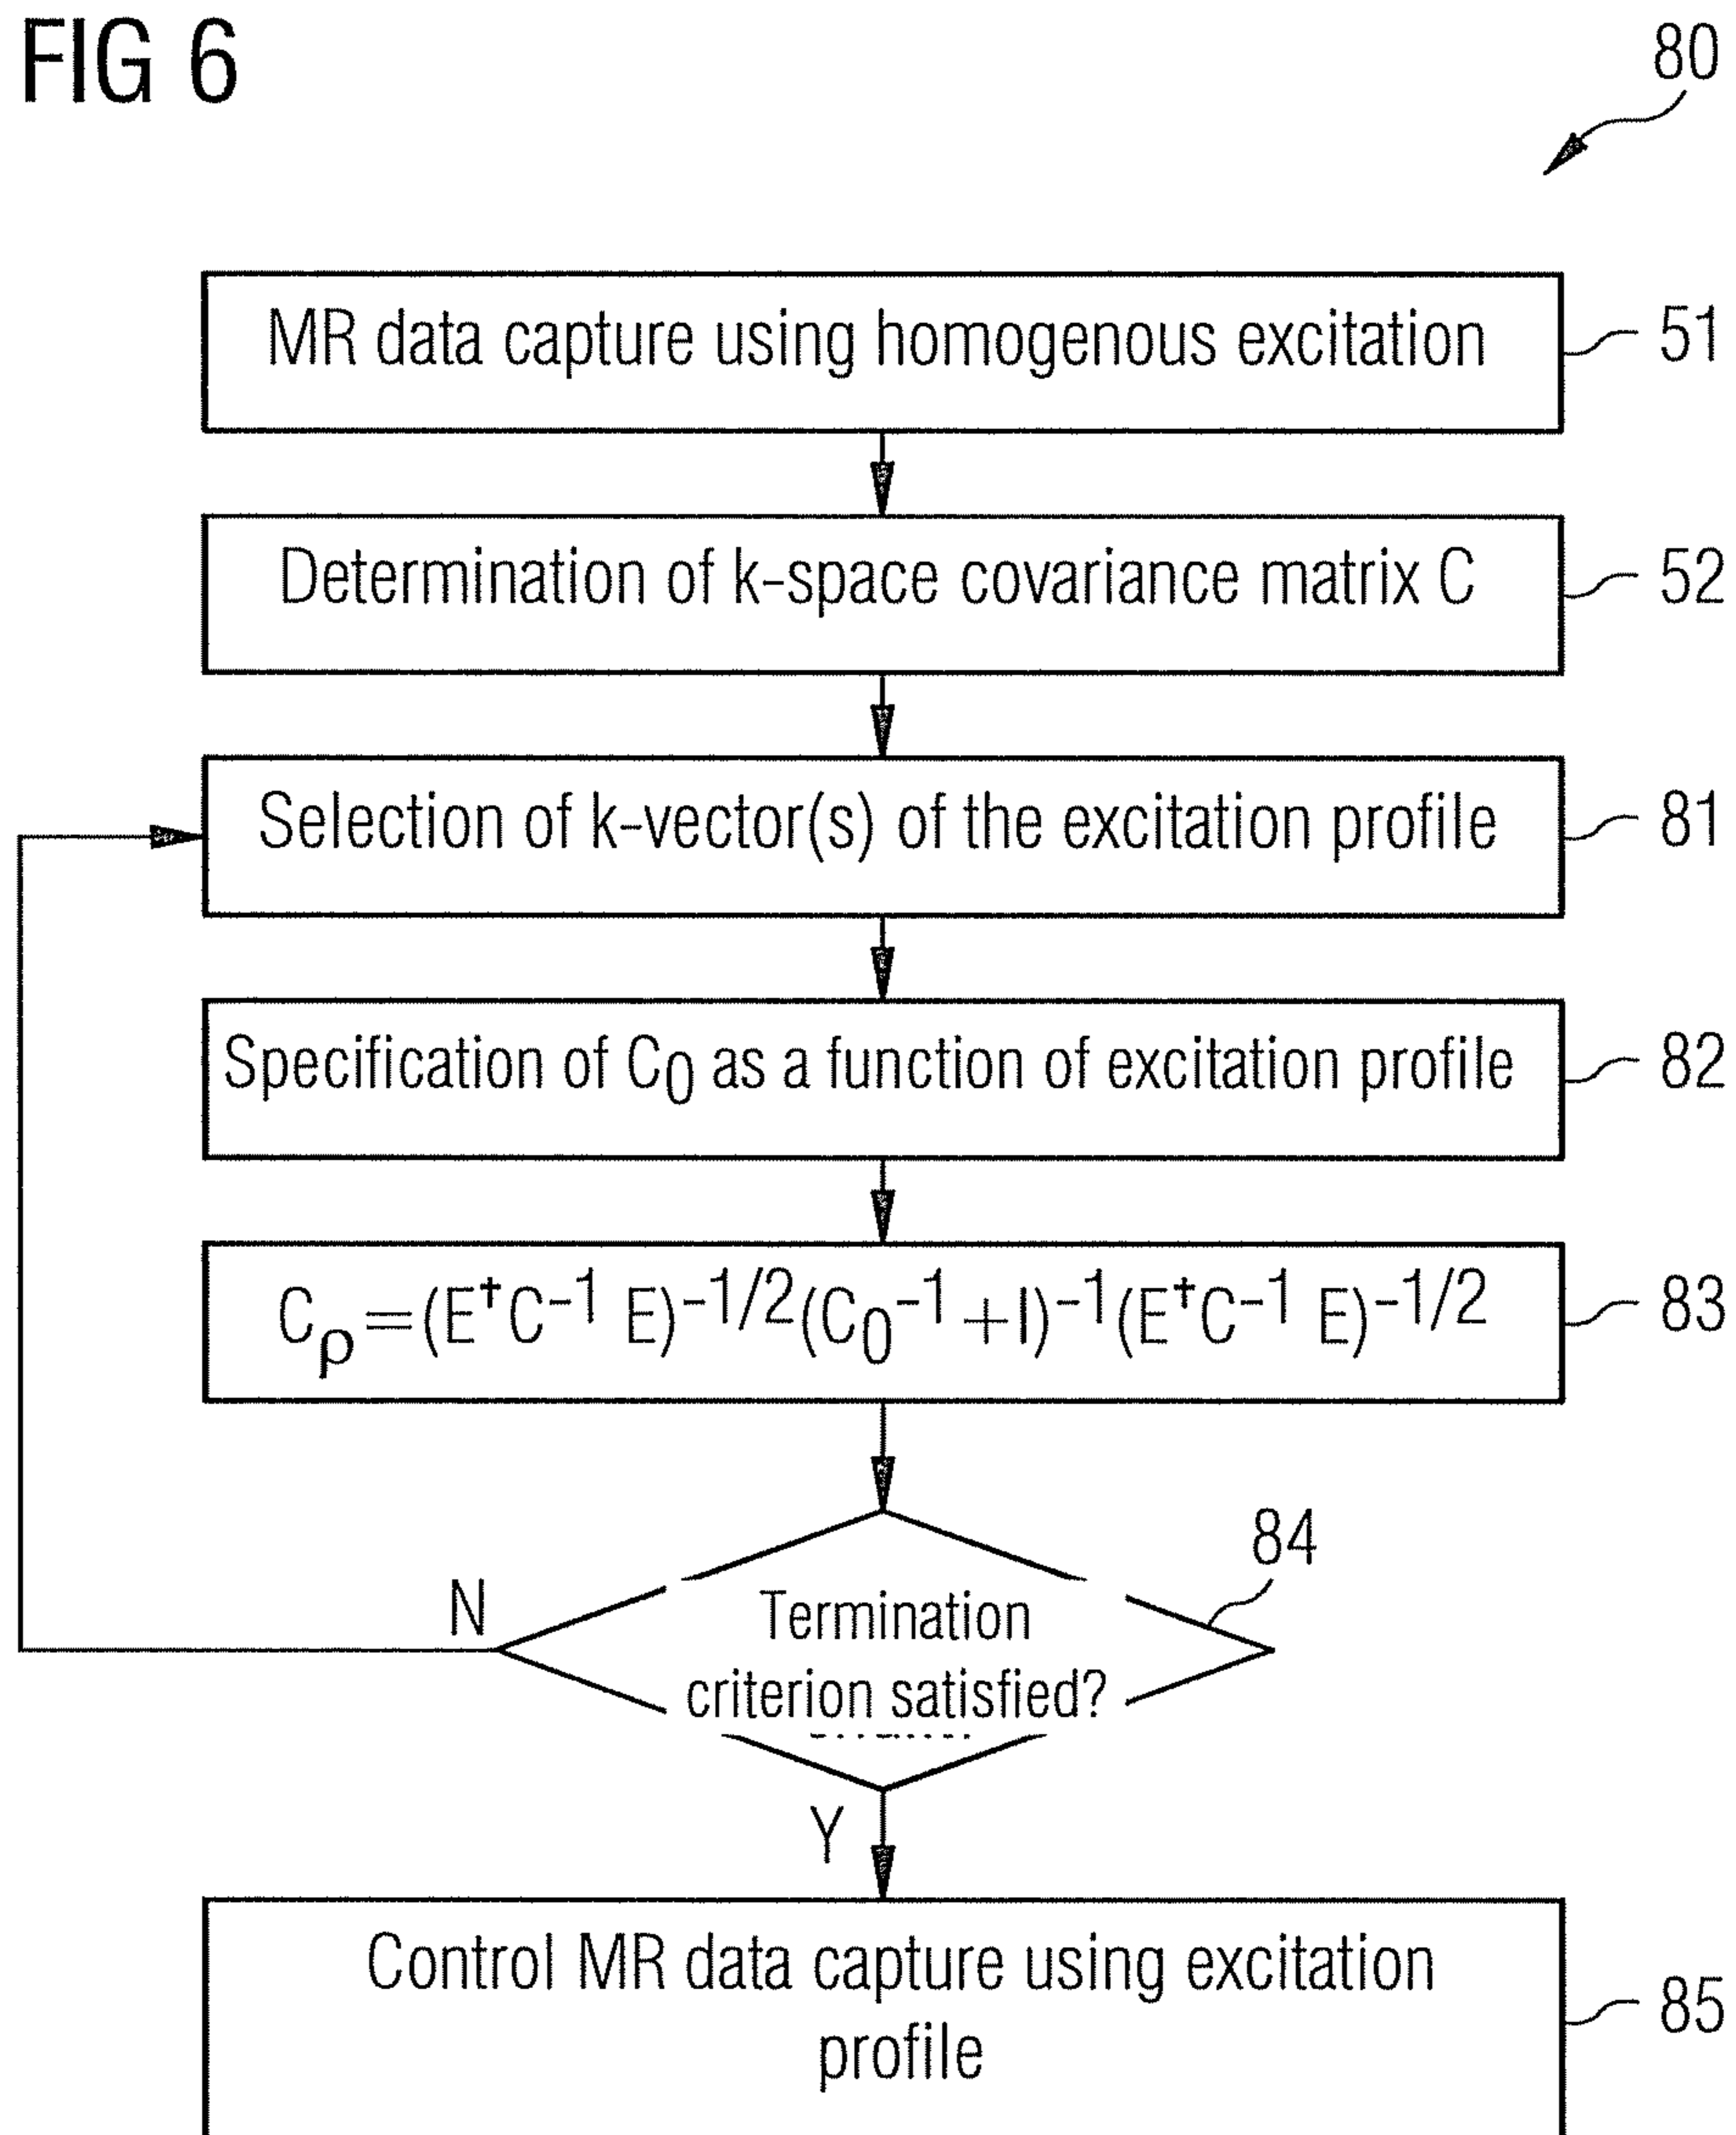 FIG 6
80
MR data capture using homogenous excitation
51
Determination of k-space covariance matrix C
52
Selection of k-vector(s) of the excitation profile
81
Specification of C₀ as a function of excitation profile
82
Cρ=(E†C⁻¹ E)⁻¹/²(C₀⁻¹+I)⁻¹(E†C⁻¹ E)⁻¹/²
83
84
N
Termination
criterion satisfied?
Y
Control MR data capture using excitation
profile
85